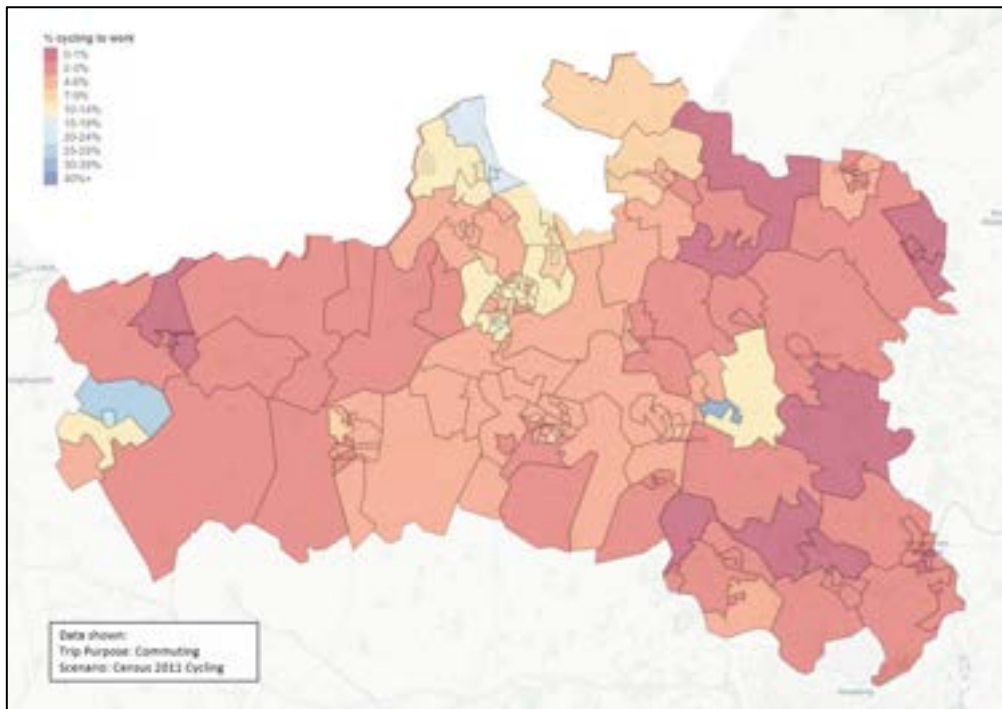 % cycling to work
0-1%
2-3%
4-6%
7-9%
10-14%
15-19%
20-24%
25-29%
30-39%
40%+
Data shown:
Trip Purpose: Commuting
Scenario: Census 2011 Cycling